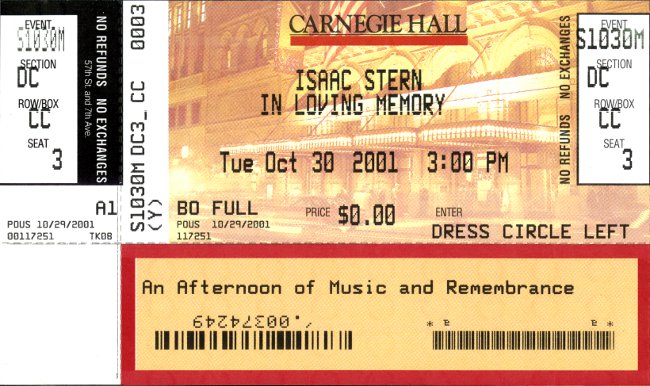 EVENT
S1030M
SECTION
DC
ROW/BOX
CC
SEAT
3
NO REFUNDS NO EXCHANGES
57th St. and 7th Ave.
A1
POUS 10/29/2001
00117251 TK08
S1030M DC3_ CC 0003
(Y)
CARNEGIE HALL
ISAAC STERN
IN LOVING MEMORY
Tue Oct 30 2001 3:00 PM
BO FULL
PRICE $0.00
ENTER
POUS 10/29/2001
117251
DRESS CIRCLE LEFT
NO REFUNDS NO EXCHANGES
EVENT
S1030M
SECTION
DC
ROW/BOX
CC
SEAT
3
An Afternoon of Music and Remembrance